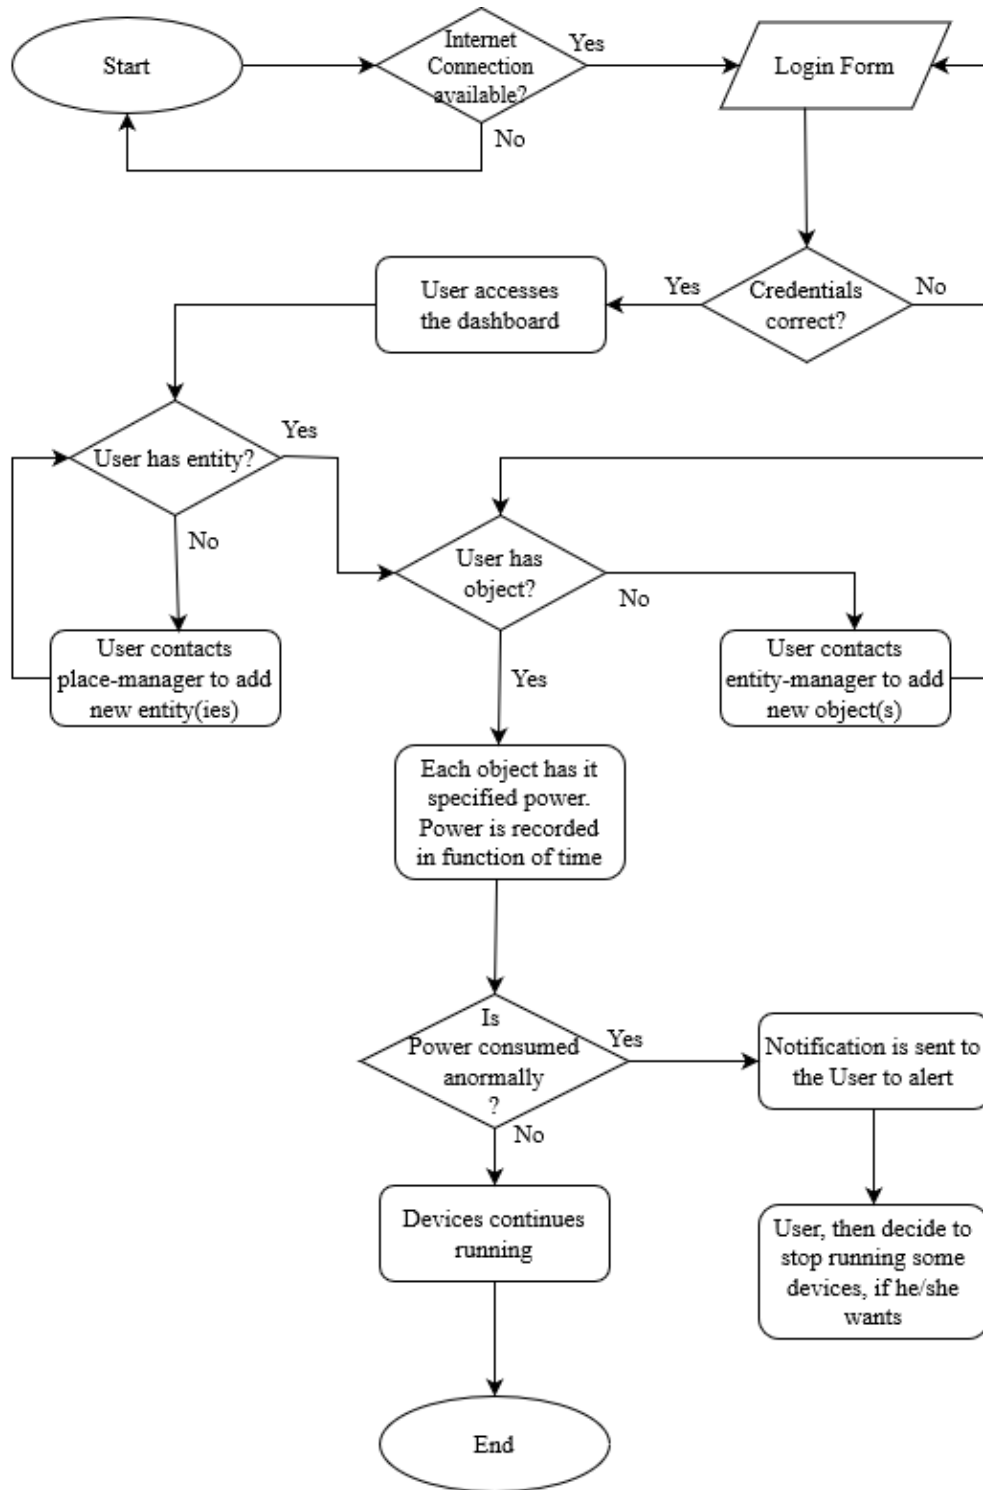 Start
Internet
Connection
available?
Yes
No
Login Form
Credentials
correct?
Yes
No
User accesses
the dashboard
User has entity?
Yes
No
User contacts
place-manager to add
new entity(ies)
User has
object?
No
Yes
User contacts
entity-manager to add
new object(s)
Each object has it
specified power.
Power is recorded
in function of time
Is
Power consumed
anormally
?
Yes
No
Notification is sent to
the User to alert
User, then decide to
stop running some
devices, if he/she
wants
Devices continues
running
End